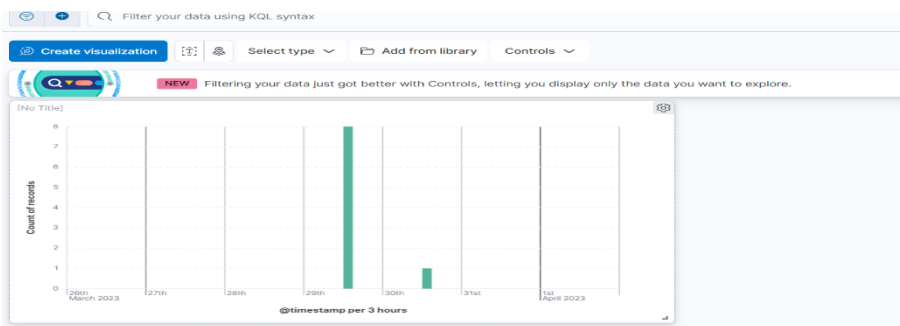 Filter your data using KQL syntax
Create visualization Select type Add from library Controls
NEW Filtering your data just got better with Controls, letting you display only the data you want to explore.
[No Title]
Count of records
8
7
6
5
4
3
2
1
0
26th 27th 28th 29th 30th 31st 1st
March 2023 April 2023
@timestamp per 3 hours